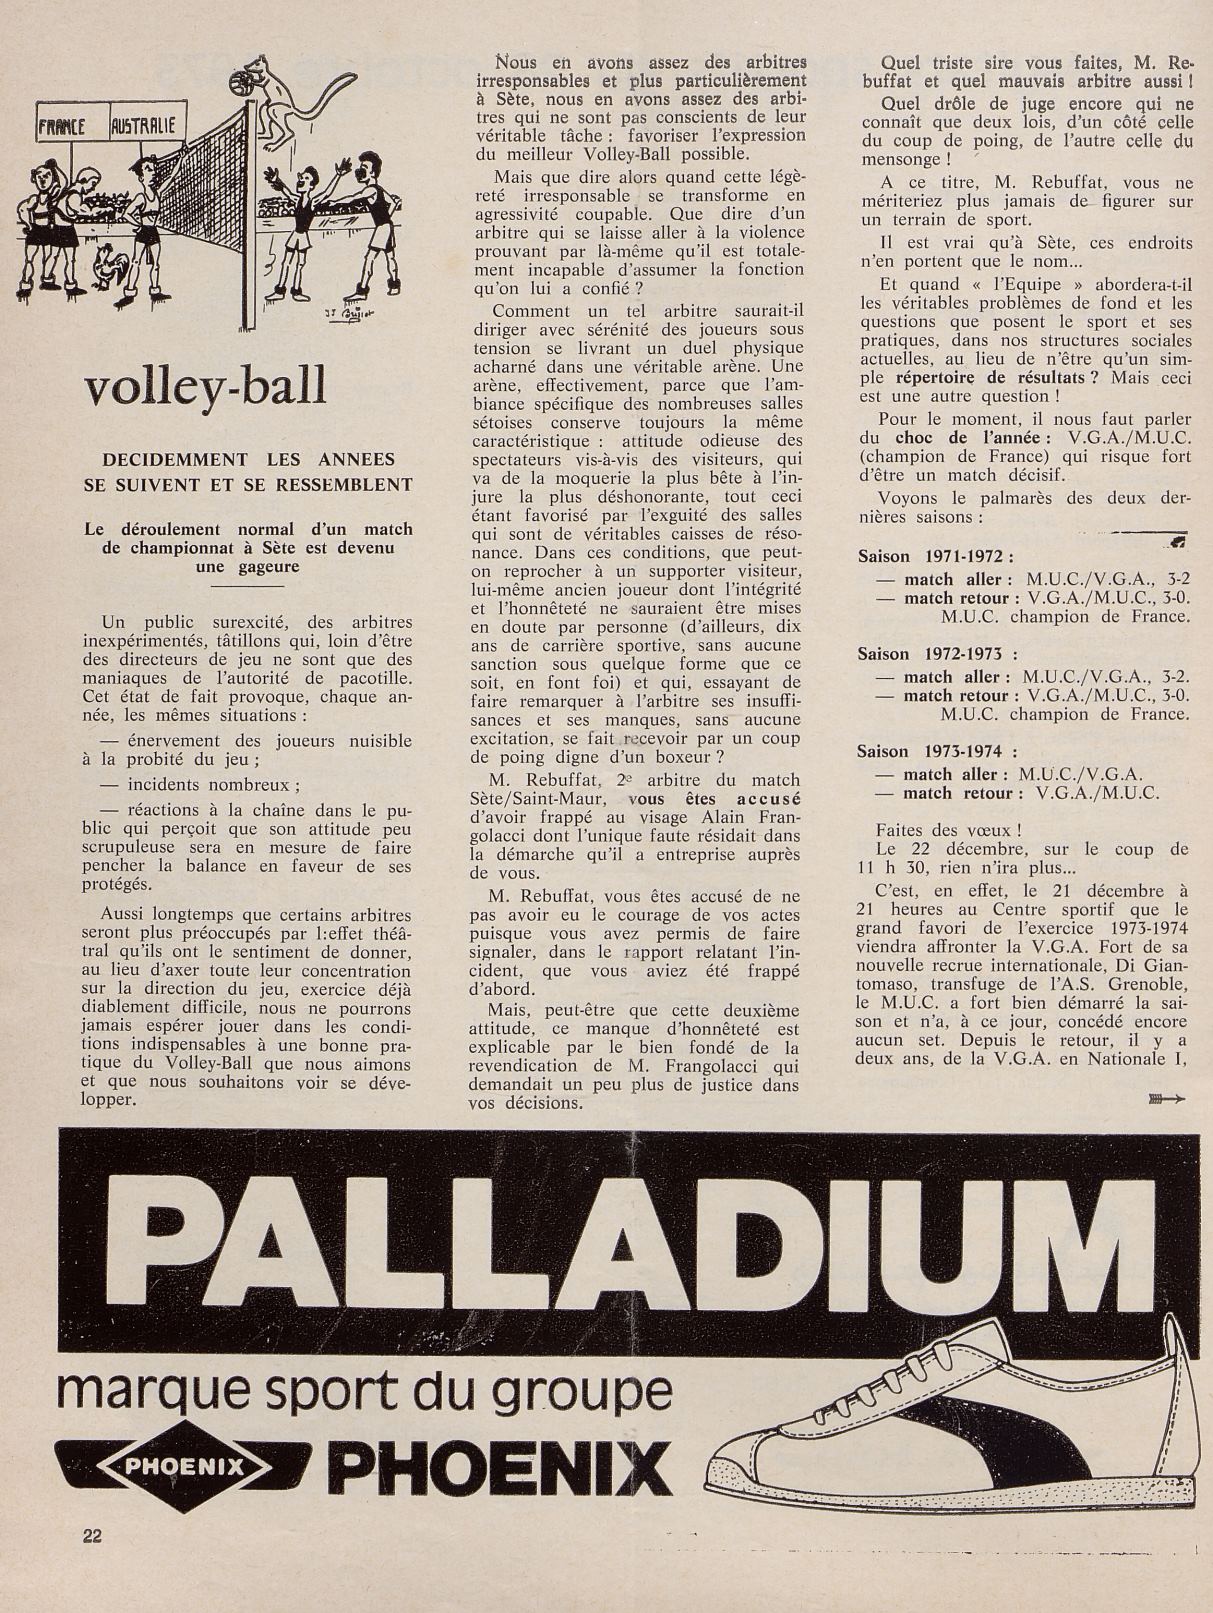 FRANCE
AUSTRALIE
volley-ball
DECIDEMMENT LES ANNEES
SE SUIVENT ET SE RESSEMBLENT
Le déroulement normal d'un match
de championnat à Sète est devenu
une gageure
Un public surexcité, des arbitres
inexpérimentés, tâtillons qui, loin d'être
des directeurs de jeu ne sont que des
maniaques de l'autorité de pacotille.
Cet état de fait provoque, chaque an-
née, les mêmes situations :
— énervement des joueurs nuisible
à la probité du jeu ;
— incidents nombreux ;
— réactions à la chaîne dans le pu-
blic qui perçoit que son attitude peu
scrupuleuse sera en mesure de faire
pencher la balance en faveur de ses
protégés.
Aussi longtemps que certains arbitres
seront plus préoccupés par l:effet théâ-
tral qu'ils ont le sentiment de donner,
au lieu d'axer toute leur concentration
sur la direction du jeu, exercice déjà
diablement difficile, nous ne pourrons
jamais espérer jouer dans les condi-
tions indispensables à une bonne pra-
tique du Volley-Ball que nous aimons
et que nous souhaitons voir se déve-
lopper.
Nous en avons assez des arbitres
irresponsables et plus particulièrement
à Sète, nous en avons assez des arbi-
tres qui ne sont pas conscients de leur
véritable tâche : favoriser l'expression
du meilleur Volley-Ball possible.
Mais que dire alors quand cette légè-
reté irresponsable se transforme en
agressivité coupable. Que dire d'un
arbitre qui se laisse aller à la violence
prouvant par là-même qu'il est totale-
ment incapable d'assumer la fonction
qu'on lui a confié ?
Comment un tel arbitre saurait-il
diriger avec sérénité des joueurs sous
tension se livrant un duel physique
acharné dans une véritable arène. Une
arène, effectivement, parce que l'am-
biance spécifique des nombreuses salles
sétoises conserve toujours la même
caractéristique : attitude odieuse des
spectateurs vis-à-vis des visiteurs, qui
va de la moquerie la plus bête à l'in-
jure la plus déshonorante, tout ceci
étant favorisé par l'exguité des salles
qui sont de véritables caisses de réso-
nance. Dans ces conditions, que peut-
on reprocher à un supporter visiteur,
lui-même ancien joueur dont l'intégrité
et l'honnêteté ne sauraient être mises
en doute par personne (d'ailleurs, dix
ans de carrière sportive, sans aucune
sanction sous quelque forme que ce
soit, en font foi) et qui, essayant de
faire remarquer à l'arbitre ses insuffi-
sances et ses manques, sans aucune
excitation, se fait recevoir par un coup
de poing digne d'un boxeur ?
M. Rebuffat, 2e arbitre du match
Sète/Saint-Maur, vous êtes accusé
d'avoir frappé au visage Alain Fran-
golacci dont l'unique faute résidait dans
la démarche qu'il a entreprise auprès
de vous.
M. Rebuffat, vous êtes accusé de ne
pas avoir eu le courage de vos actes
puisque vous avez permis de faire
signaler, dans le rapport relatant l'in-
cident, que vous aviez été frappé
d'abord.
Mais, peut-être que cette deuxième
attitude, ce manque d'honnêteté est
explicable par le bien fondé de la
revendication de M. Frangolacci qui
demandait un peu plus de justice dans
vos décisions.
Quel triste sire vous faites, M. Re-
buffat et quel mauvais arbitre aussi !
Quel drôle de juge encore qui ne
connaît que deux lois, d'un côté celle
du coup de poing, de l'autre celle du
mensonge !
A ce titre, M. Rebuffat, vous ne
mériteriez plus jamais de figurer sur
un terrain de sport.
Il est vrai qu'à Sète, ces endroits
n'en portent que le nom...
Et quand « l'Equipe » abordera-t-il
les véritables problèmes de fond et les
questions que posent le sport et ses
pratiques, dans nos structures sociales
actuelles, au lieu de n'être qu'un sim-
ple répertoire de résultats ? Mais ceci
est une autre question !
Pour le moment, il nous faut parler
du choc de l'année : V.G.A./M.U.C.
(champion de France) qui risque fort
d'être un match décisif.
Voyons le palmarès des deux der-
nières saisons :
Saison 1971-1972 :
— match aller : M.U.C./V.G.A., 3-2
— match retour : V.G.A./M.U.C., 3-0.
M.U.C. champion de France.
Saison 1972-1973 :
— match aller : M.U.C./V.G.A., 3-2.
— match retour : V.G.A./M.U.C., 3-0.
M.U.C. champion de France.
Saison 1973-1974 :
— match aller : M.U.C./V.G.A.
— match retour : V.G.A./M.U.C.
Faites des vœux !
Le 22 décembre, sur le coup de
11 h 30, rien n'ira plus...
C'est, en effet, le 21 décembre à
21 heures au Centre sportif que le
grand favori de l'exercice 1973-1974
viendra affronter la V.G.A. Fort de sa
nouvelle recrue internationale, Di Gian-
tomaso, transfuge de l'A.S. Grenoble,
le M.U.C. a fort bien démarré la sai-
son et n'a, à ce jour, concédé encore
aucun set. Depuis le retour, il y a
deux ans, de la V.G.A. en Nationale I,
PALLADIUM
marque sport du groupe
PHOENIX
PHOENIX
22